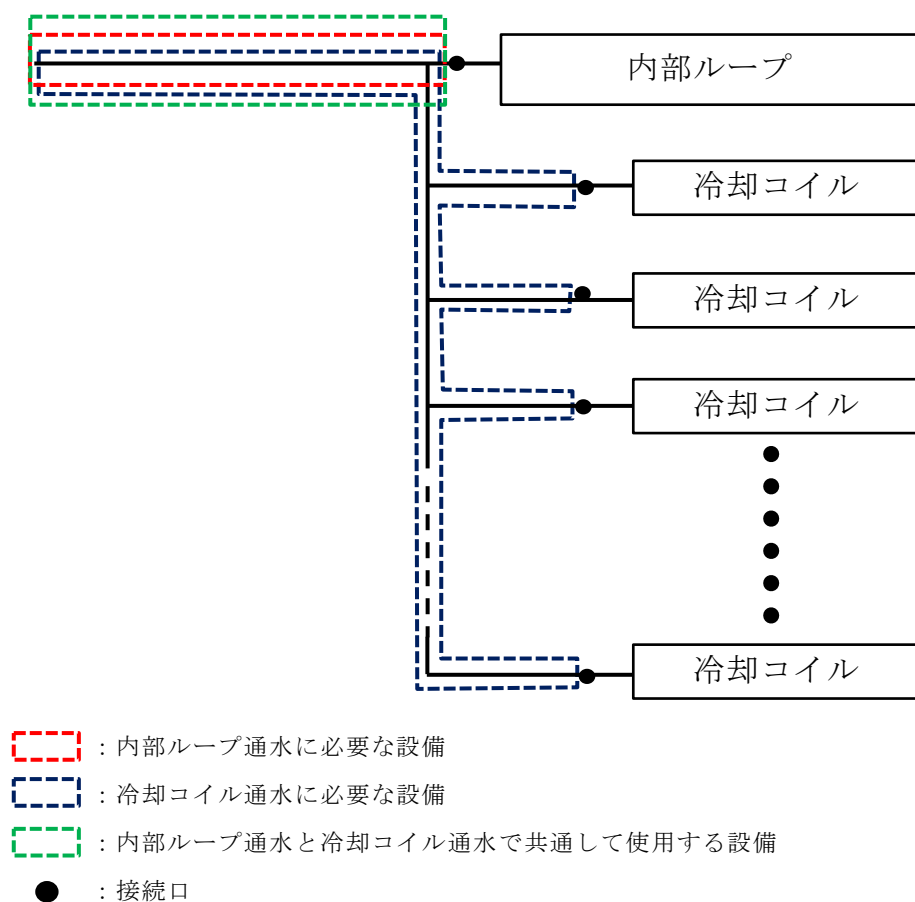 内部ループ
冷却コイル
冷却コイル
冷却コイル
冷却コイル
：内部ループ通水に必要な設備
：冷却コイル通水に必要な設備
：内部ループ通水と冷却コイル通水で共通して使用する設備
：接続口